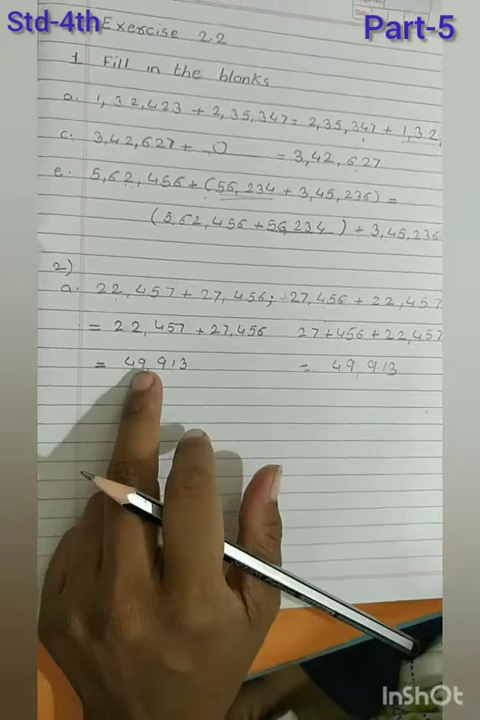 Std-4th
Part-5
Exercise 2.2
1 Fill in the blanks
a. 1,32,423 + 2,35,347 = 2,35,347 + 1,32,
c. 3,42,627 + 0 = 3,42,627
e. 5,62,456 + (56,234 + 3,45,236) =
(5,62,456 + 56,234) + 3,45,236
2)
a. 22,457 + 27,456; 27,456 + 22,457
= 22,457 + 27,456 27+456 + 22,457
= 49,913 = 49,913
InShOt